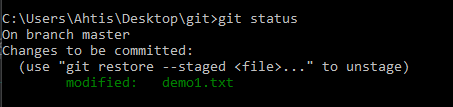 C:\Users\Ahtis\Desktop\git>git status
On branch master
Changes to be committed:
  (use "git restore --staged <file>..." to unstage)
        modified:   demo1.txt